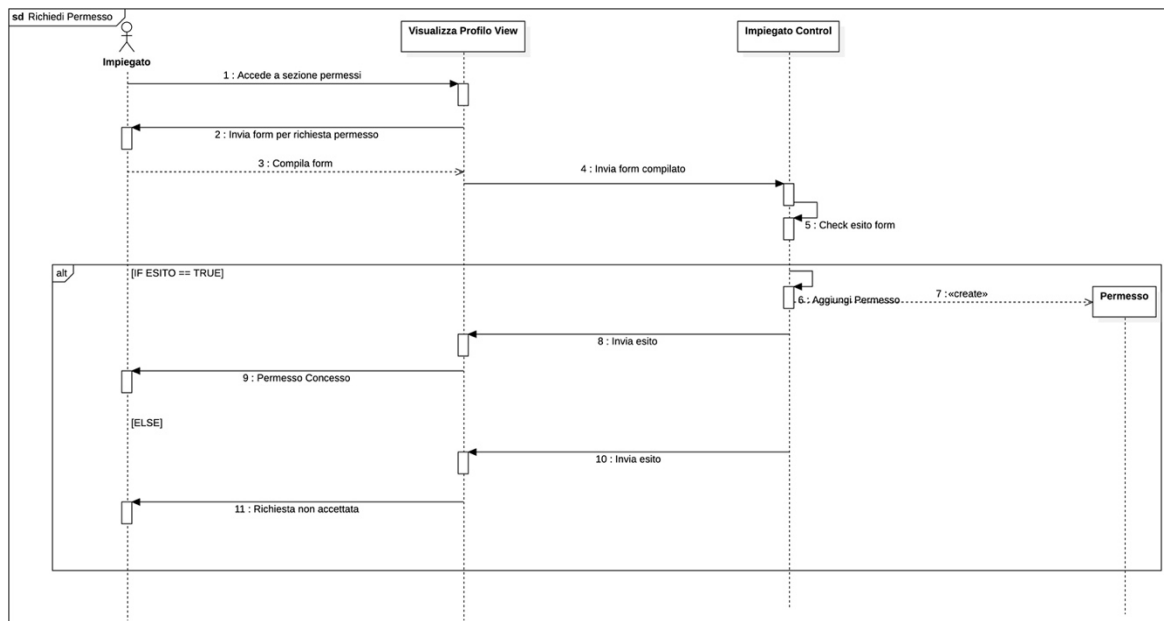 sd Richiedi Permesso
Impiegato
Visualizza Profilo View
Impiegato Control
1 : Accede a sezione permessi
2 : Invia form per richiesta permesso
3 : Compila form
4 : Invia form compilato
5 : Check esito form
alt
[IF ESITO == TRUE]
6 : Aggiungi Permesso
7 :«create»
Permesso
8 : Invia esito
9 : Permesso Concesso
[ELSE]
10 : Invia esito
11 : Richiesta non accettata